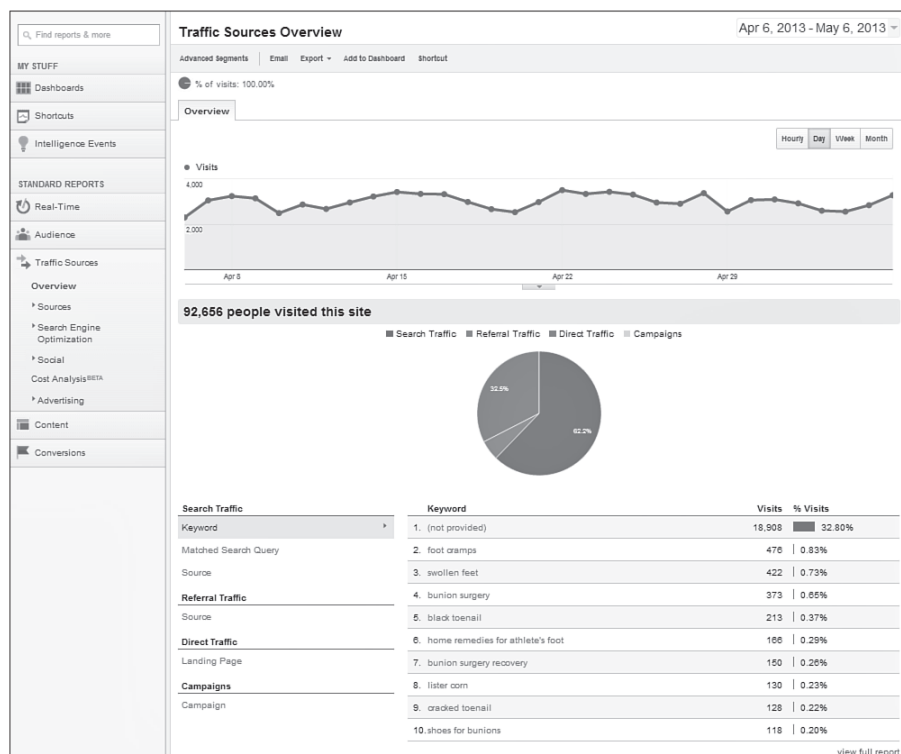 Find reports & more
MY STUFF
Dashboards
Shortcuts
Intelligence Events
STANDARD REPORTS
Real-Time
Audience
Traffic Sources
Overview
Sources
Search Engine
Optimization
Social
Cost Analysis BETA
Advertising
Content
Conversions
Traffic Sources Overview
Apr 6, 2013 - May 6, 2013
Advanced Segments Email Export Add to Dashboard Shortcut
% of visits: 100.00%
Overview
Hourly Day Week Month
Visits
4,000
2,000
Apr 8 Apr 15 Apr 22 Apr 29
92,656 people visited this site
Search Traffic Referral Traffic Direct Traffic Campaigns
32.5%
62.2%
Search Traffic
Keyword
Matched Search Query
Source
Referral Traffic
Source
Direct Traffic
Landing Page
Campaigns
Campaign
Keyword Visits % Visits
1. (not provided) 18,908 32.80%
2. foot cramps 476 0.83%
3. swollen feet 422 0.73%
4. bunion surgery 373 0.65%
5. black toenail 213 0.37%
6. home remedies for athlete's foot 166 0.29%
7. bunion surgery recovery 150 0.26%
8. lister corn 130 0.23%
9. cracked toenail 128 0.22%
10. shoes for bunions 118 0.20%
view full report